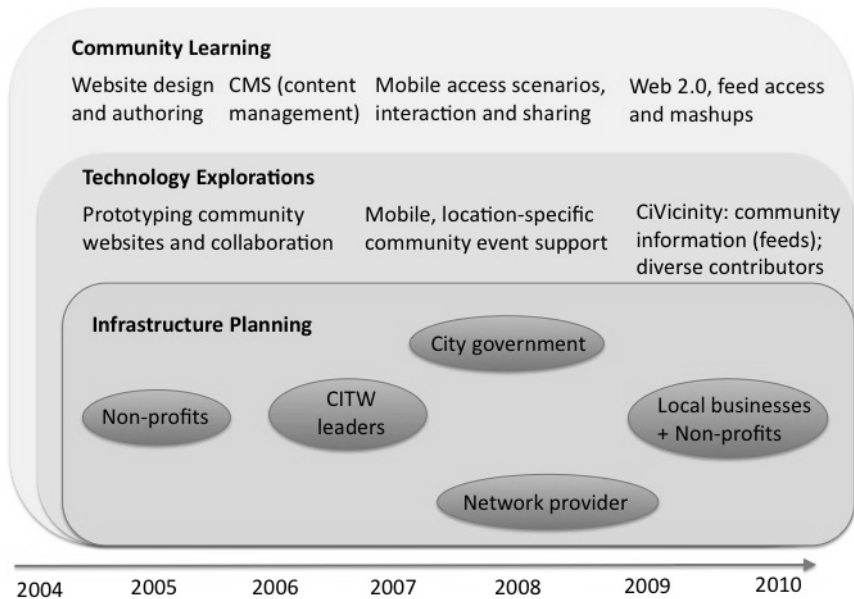 Community Learning
Website design
and authoring
CMS (content
management)
Mobile access scenarios,
interaction and sharing
Web 2.0, feed access
and mashups
Technology Explorations
Prototyping community
websites and collaboration
Mobile, location-specific
community event support
CiVicinity: community
information (feeds);
diverse contributors
Infrastructure Planning
City government
Non-profits
CITW
leaders
Local businesses
+ Non-profits
Network provider
2004 2005 2006 2007 2008 2009 2010